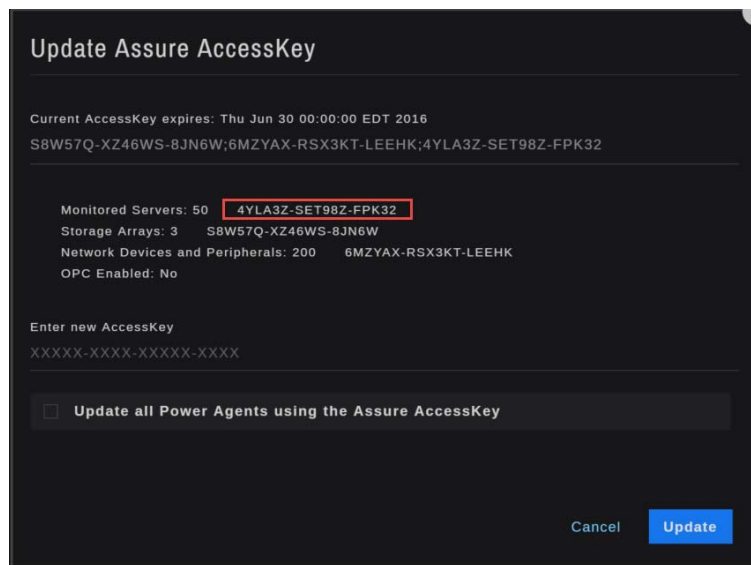 Update Assure AccessKey
Current AccessKey expires: Thu Jun 30 00:00:00 EDT 2016
S8W57Q-XZ46WS-8JN6W;6MZYAX-RSX3KT-LEEHK;4YLA3Z-SET98Z-FPK32
Monitored Servers: 50 4YLA3Z-SET98Z-FPK32
Storage Arrays: 3 S8W57Q-XZ46WS-8JN6W
Network Devices and Peripherals: 200 6MZYAX-RSX3KT-LEEHK
OPC Enabled: No
Enter new AccessKey
XXXXX-XXXX-XXXXX-XXXX
Update all Power Agents using the Assure AccessKey
Cancel Update